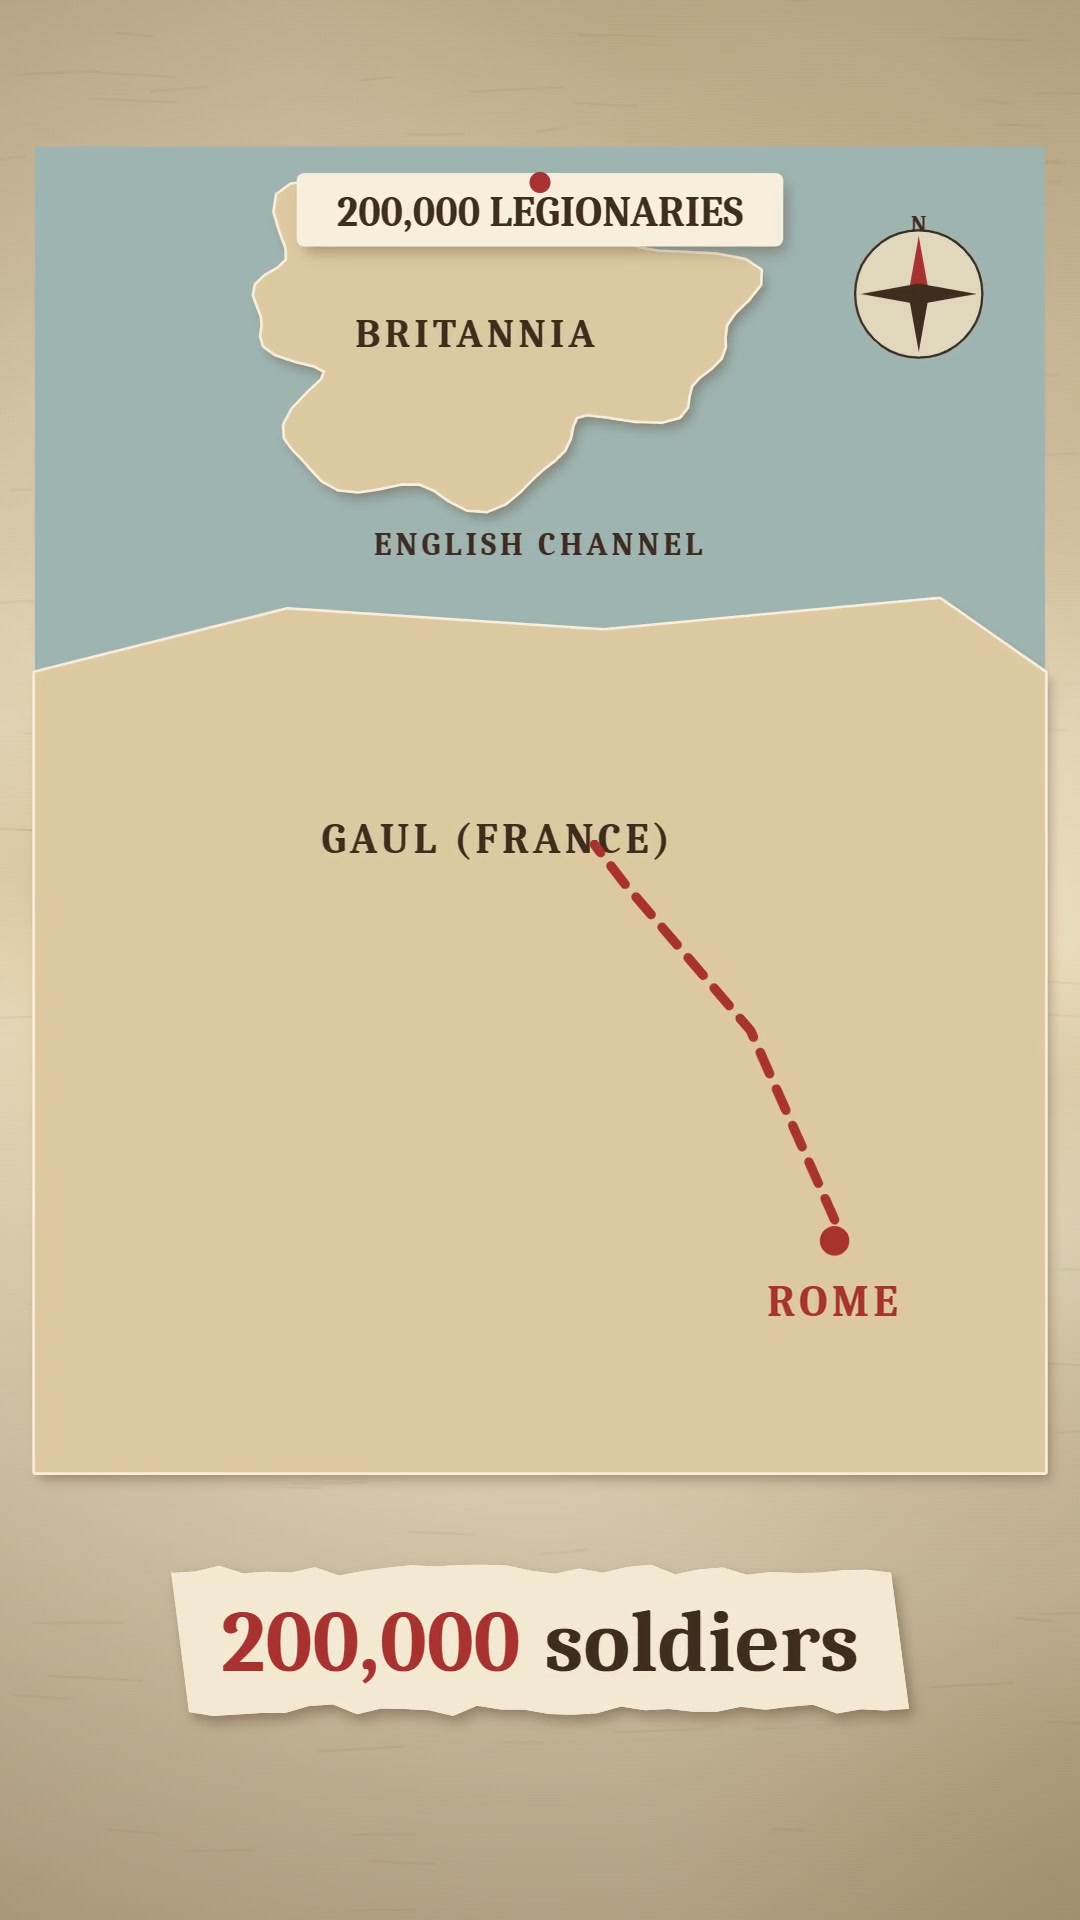 200,000 LEGIONARIES
N
BRITANNIA
ENGLISH CHANNEL
GAUL (FRANCE)
ROME
200,000 soldiers